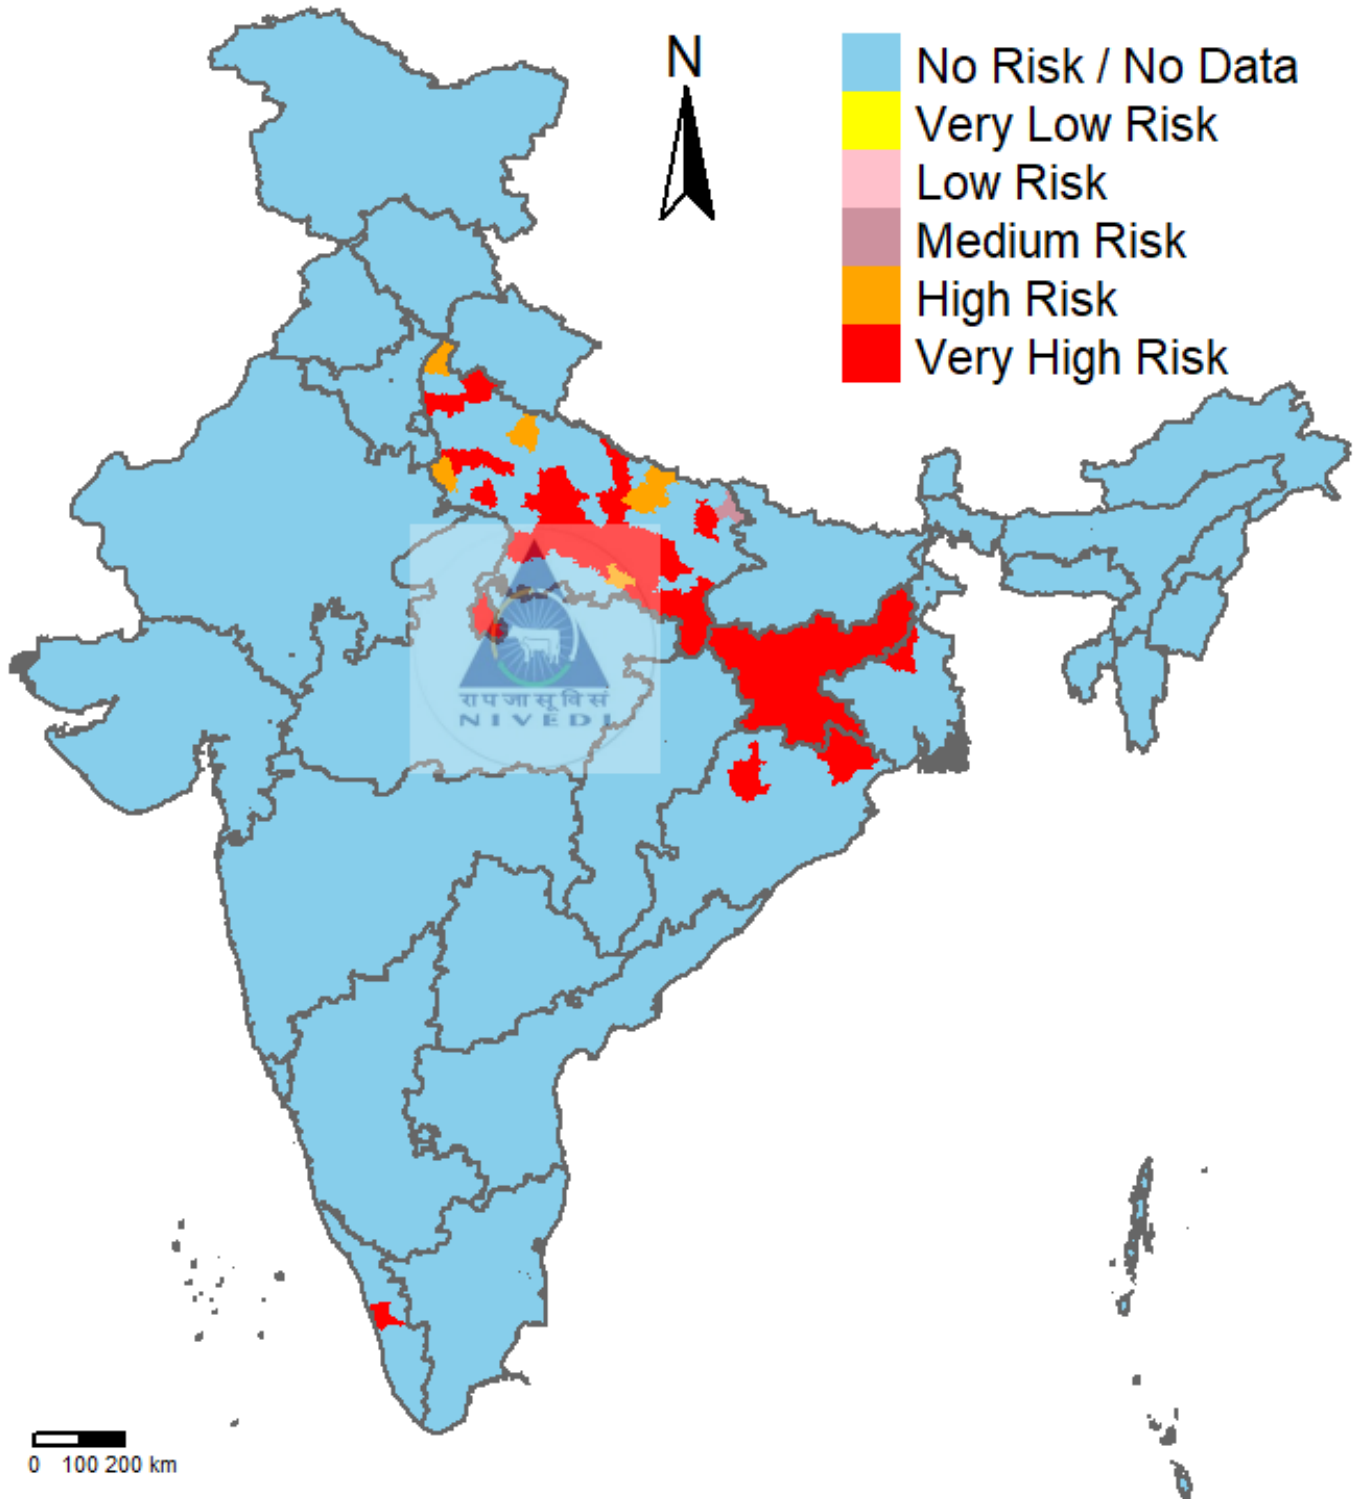 N
No Risk / No Data
Very Low Risk
Low Risk
Medium Risk
High Risk
Very High Risk
रा प जा सू वि सं
NIVEDI
0 100 200 km